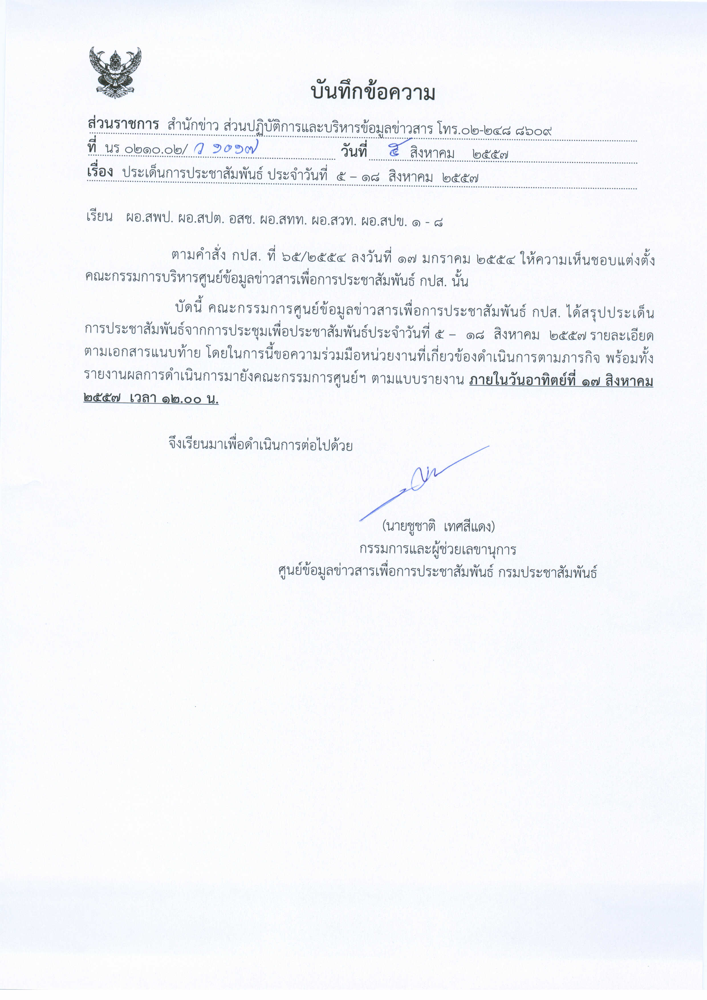 บันทึกข้อความ
ส่วนราชการ สำนักข่าว ส่วนปฏิบัติการและบริหารข้อมูลข่าวสาร โทร.๐๒-๒๔๘ ๘๖๐๙
ที่ นร ๐๒๑๐.๐๒/ ว ๑๐๑๗ วันที่ ๕ สิงหาคม ๒๕๕๗
เรื่อง ประเด็นการประชาสัมพันธ์ ประจำวันที่ ๕ – ๑๘ สิงหาคม ๒๕๕๗
เรียน ผอ.สพป. ผอ.สปต. อสช. ผอ.สทท. ผอ.สวท. ผอ.สปข. ๑ - ๘
ตามคำสั่ง กปส. ที่ ๖๕/๒๕๕๔ ลงวันที่ ๑๗ มกราคม ๒๕๕๔ ให้ความเห็นชอบแต่งตั้ง
คณะกรรมการบริหารศูนย์ข้อมูลข่าวสารเพื่อการประชาสัมพันธ์ กปส. นั้น
บัดนี้ คณะกรรมการศูนย์ข้อมูลข่าวสารเพื่อการประชาสัมพันธ์ กปส. ได้สรุปประเด็น
การประชาสัมพันธ์จากการประชุมเพื่อประชาสัมพันธ์ประจำวันที่ ๕ – ๑๘ สิงหาคม ๒๕๕๗ รายละเอียด
ตามเอกสารแนบท้าย โดยในการนี้ขอความร่วมมือหน่วยงานที่เกี่ยวข้องดำเนินการตามภารกิจ พร้อมทั้ง
รายงานผลการดำเนินการมายังคณะกรรมการศูนย์ฯ ตามแบบรายงาน ภายในวันอาทิตย์ที่ ๑๗ สิงหาคม
๒๕๕๗ เวลา ๑๒.๐๐ น.
จึงเรียนมาเพื่อดำเนินการต่อไปด้วย
(นายชูชาติ เทศสีแดง)
กรรมการและผู้ช่วยเลขานุการ
ศูนย์ข้อมูลข่าวสารเพื่อการประชาสัมพันธ์ กรมประชาสัมพันธ์